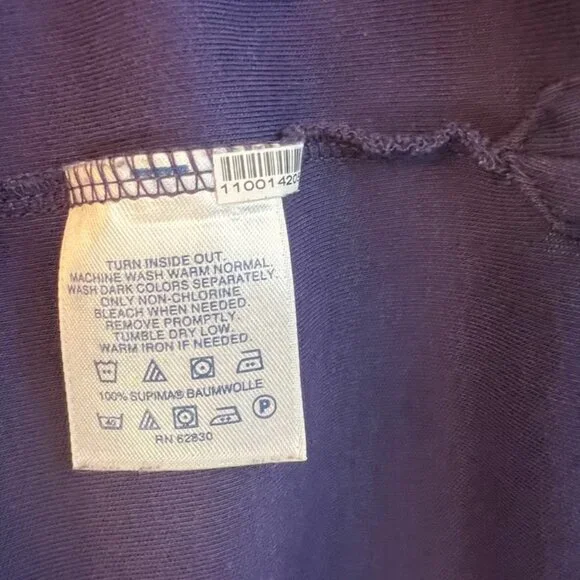 11001420
TURN INSIDE OUT.
MACHINE WASH WARM NORMAL.
WASH DARK COLORS SEPARATELY.
ONLY NON-CHLORINE
BLEACH WHEN NEEDED.
REMOVE PROMPTLY.
TUMBLE DRY LOW.
WARM IRON IF NEEDED.
100% SUPIMA® BAUMWOLLE
40 P
RN 62830